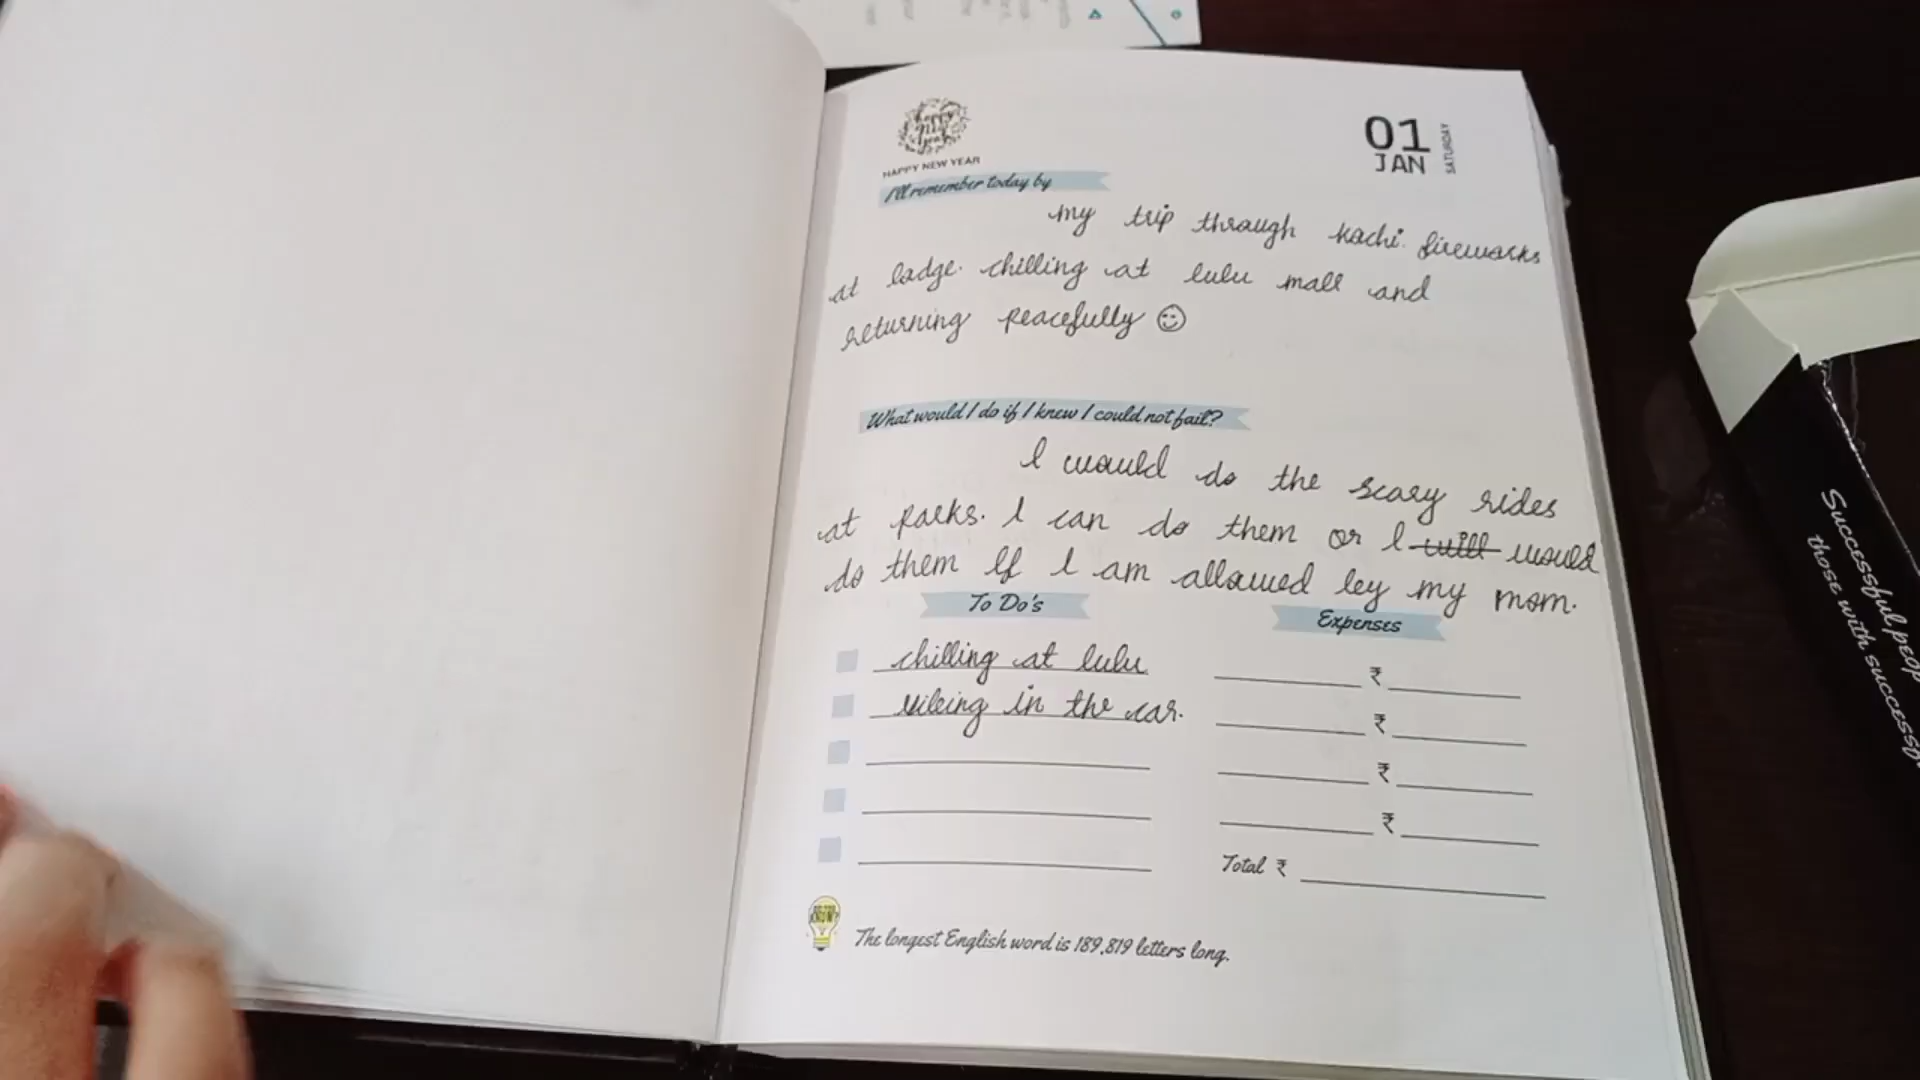 happy
New
Year
HAPPY NEW YEAR
01
JAN
SATURDAY
I'll remember today by
my trip through kochi. fireworks
at lodge. chilling at lulu mall and
returning peacefully
What would I do if I knew I could not fail?
I would do the scary rides
at parks. I can do them or I will would
do them If I am allowed by my mom.
To Do's
chilling at lulu
vibing in the car.
Expenses
₹
₹
₹
₹
Total ₹
KNOW?
The longest English word is 189,819 letters long.
Successful peop
those with successf